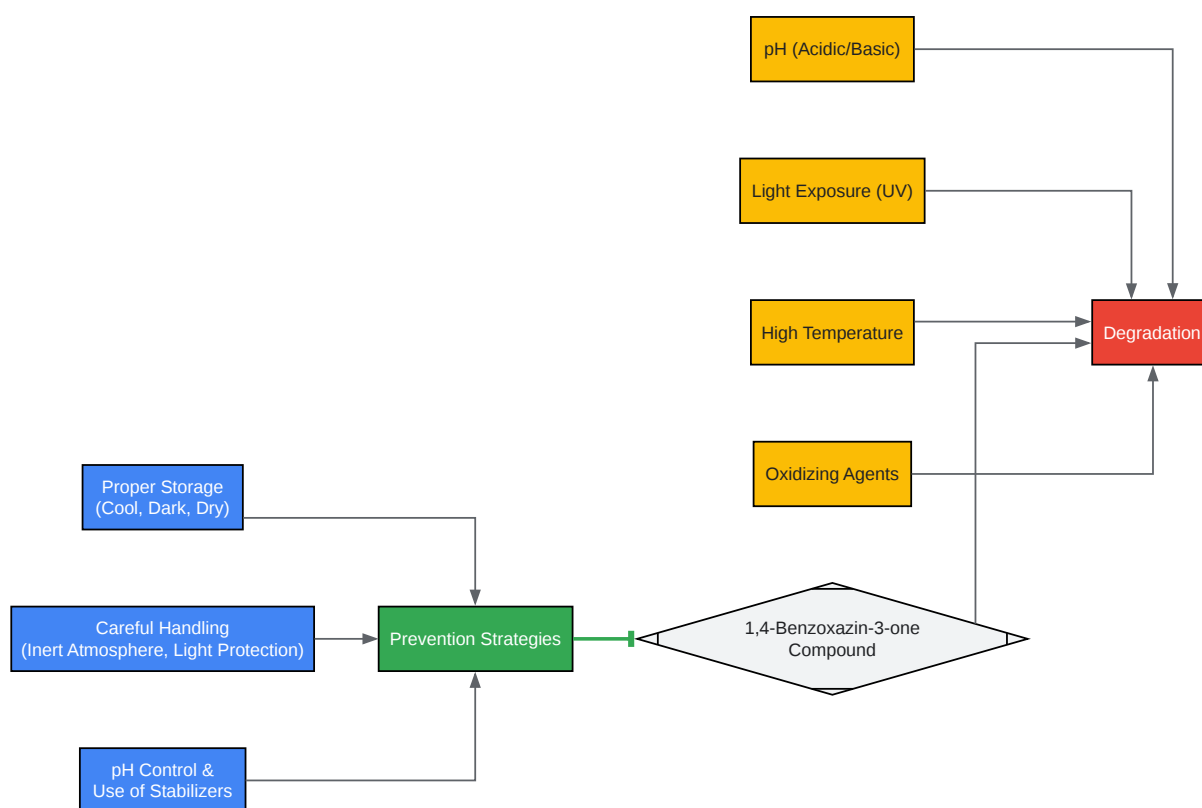 pH (Acidic/Basic)
Light Exposure (UV)
High Temperature
Degradation
Oxidizing Agents
Proper Storage
(Cool, Dark, Dry)
Careful Handling
(Inert Atmosphere, Light Protection)
Prevention Strategies
1,4-Benzoxazin-3-one
Compound
pH Control &
Use of Stabilizers